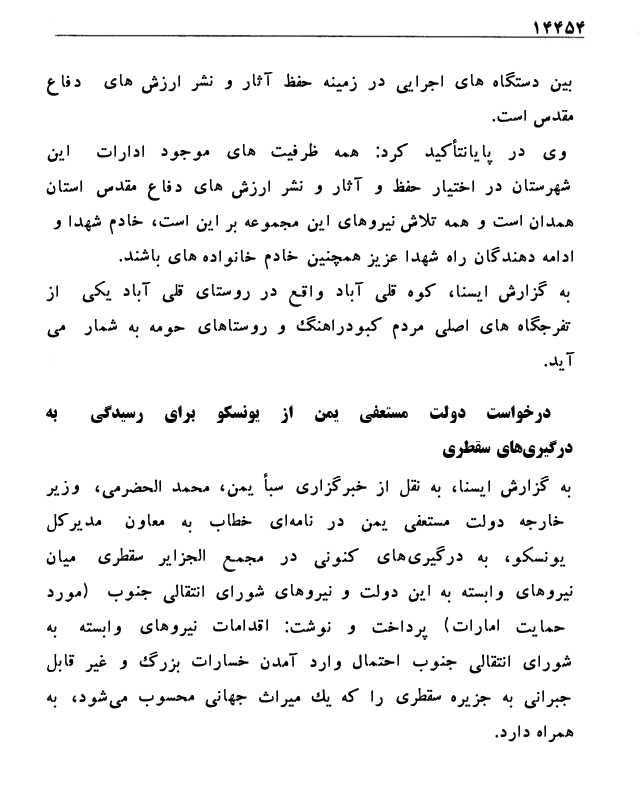 ۱۴۴۵۴
بین دستگاه های اجرایی در زمینه حفظ آثار و نشر ارزش های دفاع
مقدس است.
وی در پایانتأکید کرد: همه ظرفیت های موجود ادارات این
شهرستان در اختیار حفظ و آثار و نشر ارزش های دفاع مقدس استان
همدان است و همه تلاش نیروهای این مجموعه بر این است، خادم شهدا و
ادامه دهندگان راه شهدا عزیز همچنین خادم خانواده های باشند.
به گزارش ایسنا، کوه قلی آباد واقع در روستای قلی آباد یکی از
تفرجگاه های اصلی مردم کبودراهنگ و روستاهای حومه به شمار می
آید.
درخواست دولت مستعفی یمن از یونسکو برای رسیدگی به
درگیری‌های سقطری
به گزارش ایسنا، به نقل از خبرگزاری سبأ یمن، محمد الحضرمی، وزیر
خارجه دولت مستعفی یمن در نامه‌ای خطاب به معاون مدیرکل
یونسکو، به درگیری‌های کنونی در مجمع الجزایر سقطری میان
نیروهای وابسته به این دولت و نیروهای شورای انتقالی جنوب (مورد
حمایت امارات) پرداخت و نوشت: اقدامات نیروهای وابسته به
شورای انتقالی جنوب احتمال وارد آمدن خسارات بزرگ و غیر قابل
جبرانی به جزیره سقطری را که یك میراث جهانی محسوب می‌شود، به
همراه دارد.